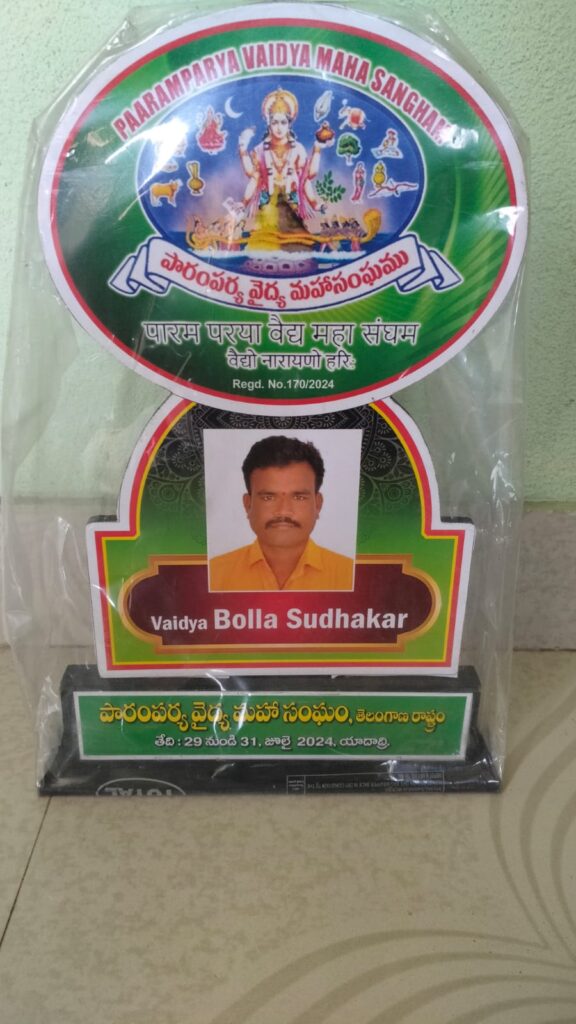 PAARAMPARYA VAIDYA MAHA SANGHAM
పారంపర్య వైద్య మహాసంఘము
पारम परया वैद्य महा संघम
वैद्यो नारायणो हरिः
Regd. No.170/2024
Vaidya Bolla Sudhakar
పారంపర్య వైద్య మహా సంఘం, తెలంగాణ రాష్ట్రం
తేది : 29 నుండి 31, జూలై 2024, యాదాద్రి.
TOTAL